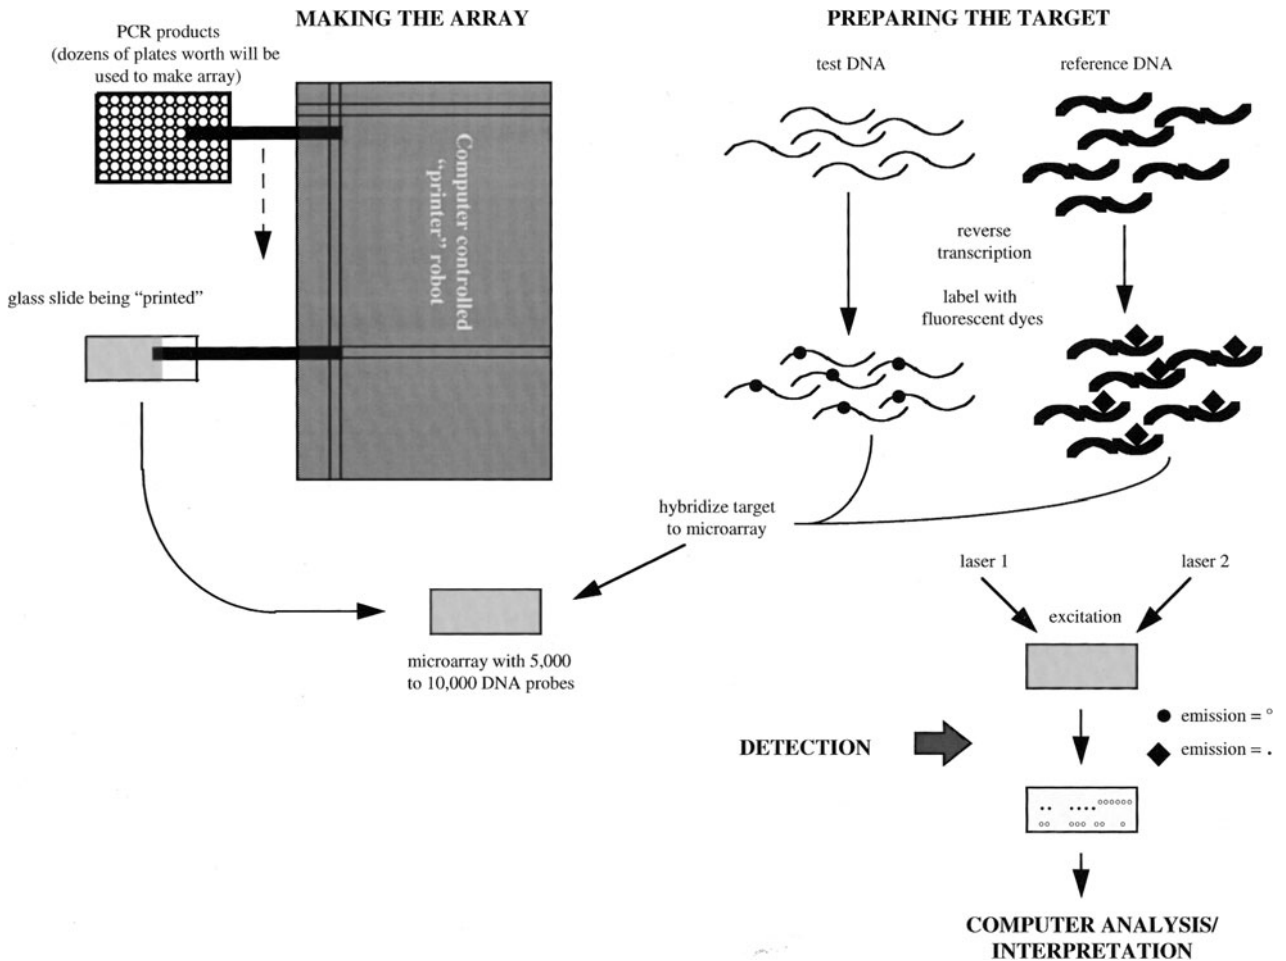 MAKING THE ARRAY
PCR products
(dozens of plates worth will be
used to make array)
Computer controlled
“printer” robot
glass slide being “printed”
PREPARING THE TARGET
test DNA
reference DNA
reverse
transcription
label with
fluorescent dyes
hybridize target
to microarray
microarray with 5,000
to 10,000 DNA probes
laser 1
laser 2
excitation
DETECTION
emission = °
emission = .
COMPUTER ANALYSIS/
INTERPRETATION